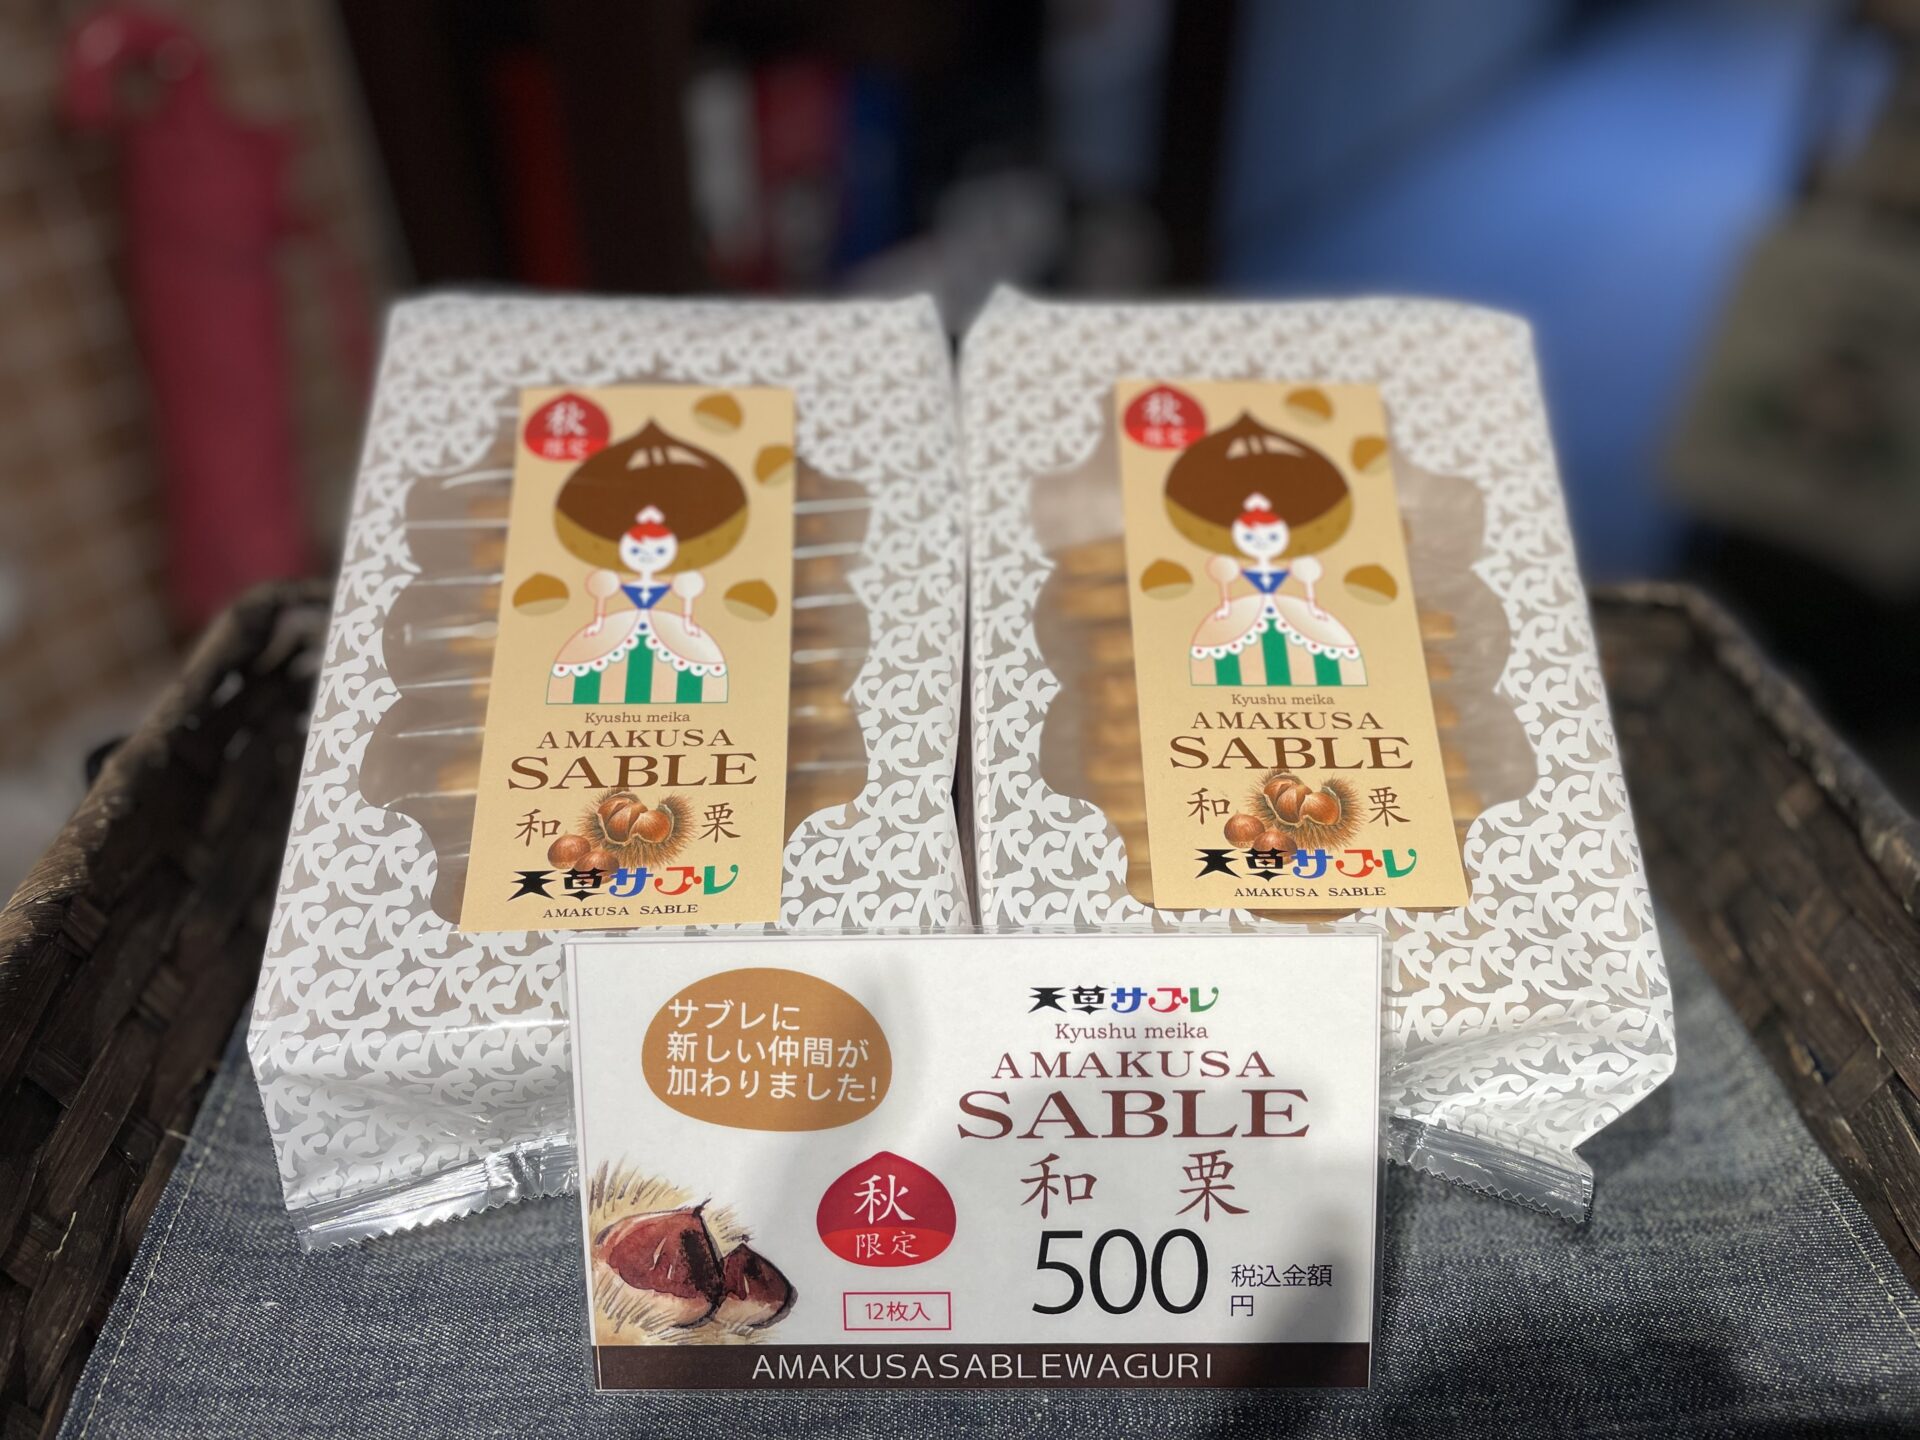 秋
限定
Kyushu meika
AMAKUSA
SABLE
和 栗
天草サブレ
AMAKUSA SABLE
秋
限定
Kyushu meika
AMAKUSA
SABLE
和 栗
天草サブレ
AMAKUSA SABLE
サブレに
新しい仲間が
加わりました!
天草サブレ
Kyushu meika
AMAKUSA
SABLE
和 栗
秋
限定
12枚入
500 税込金額
円
AMAKUSASABLEWAGURI